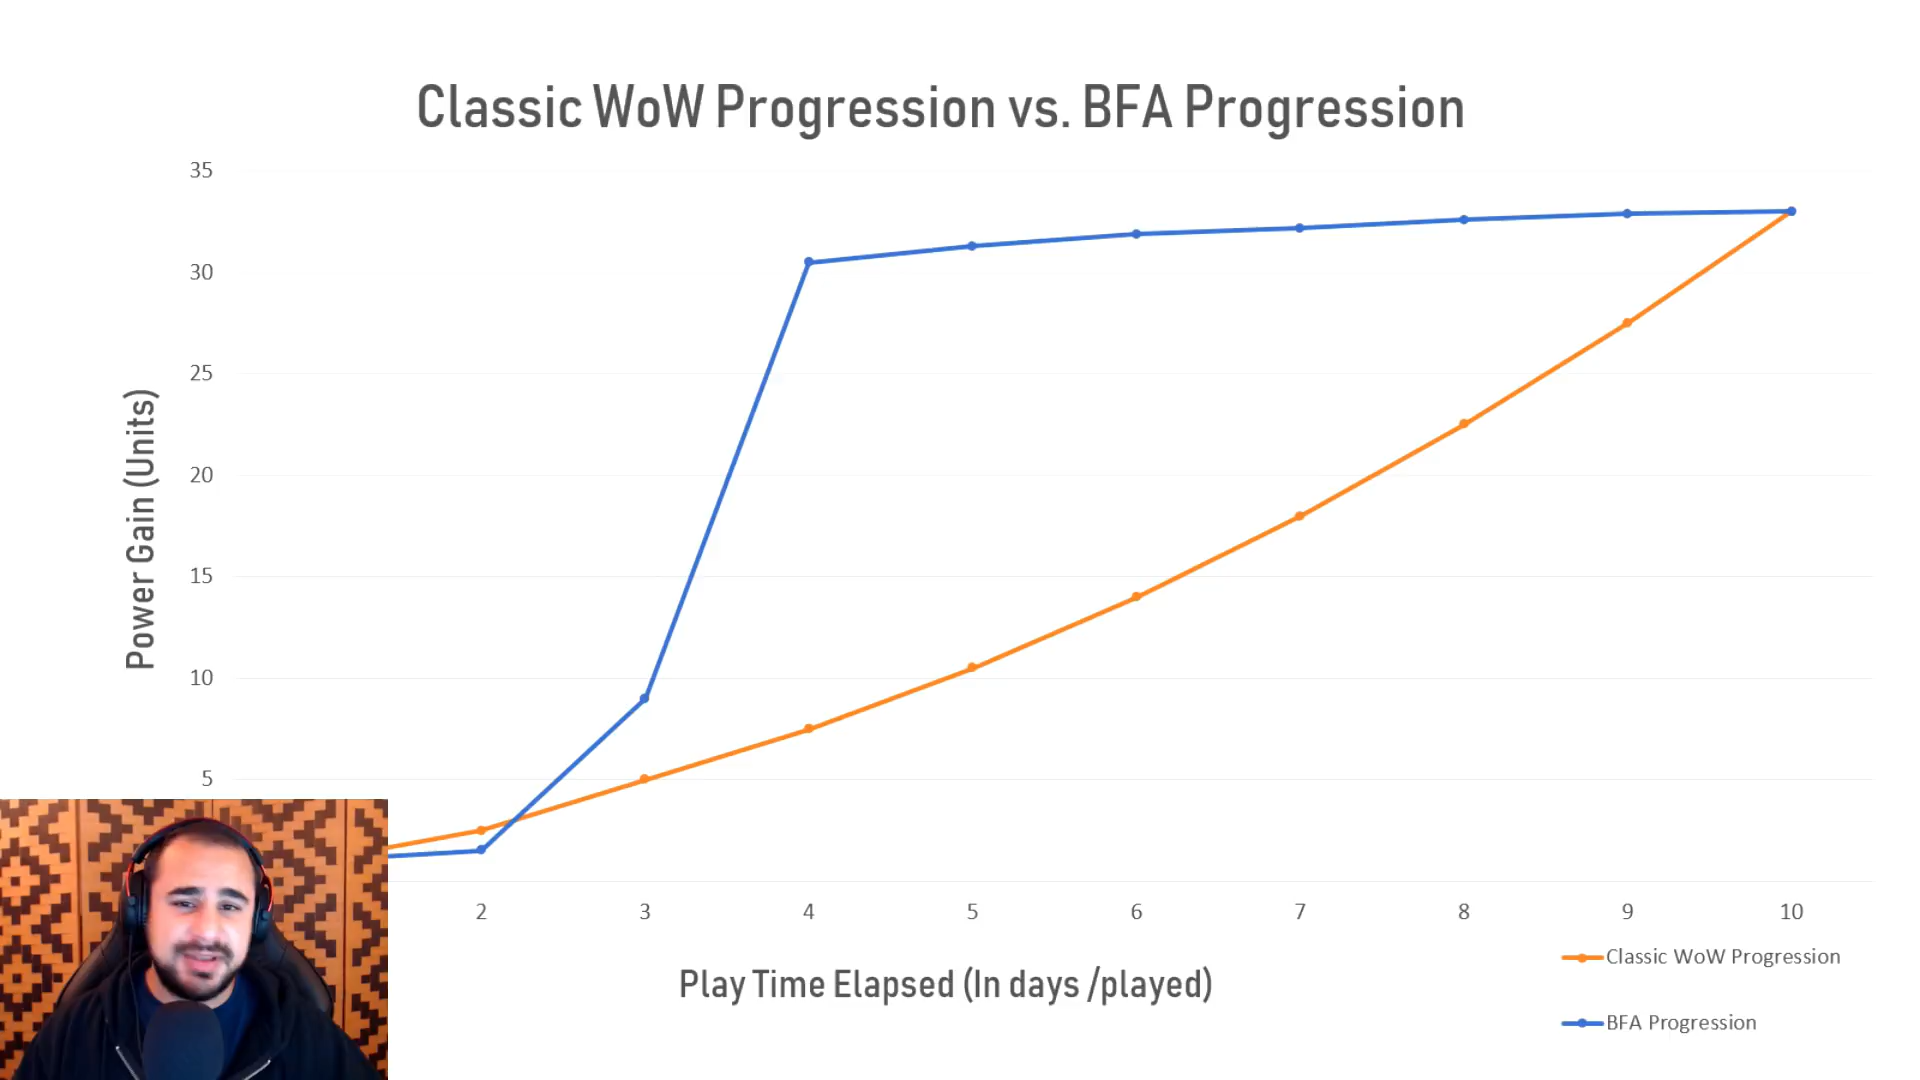 Classic WoW Progression vs. BFA Progression
35
30
25
20
15
10
5
Power Gain (Units)
2 3 4 5 6 7 8 9 10
Play Time Elapsed (In days /played)
Classic WoW Progression
BFA Progression